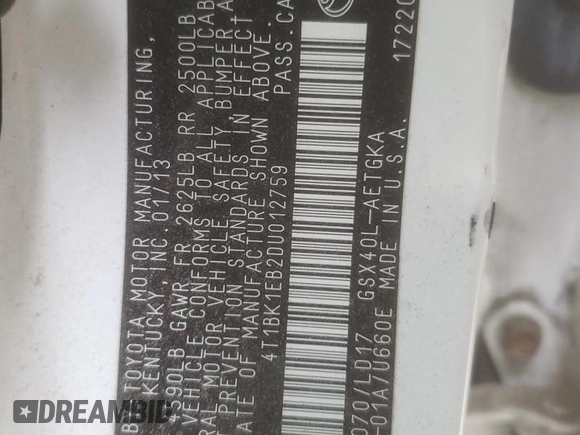 TOYOTA MOTOR MANUFACTURING,
KENTUCKY, INC. 01/13
4590LB GAWR FR 2625LB RR 2500LB
VEHICLE CONFORMS TO ALL APPLICAB
RAL MOTOR VEHICLE SAFETY, BUMPER, A
PREVENTION STANDARDS IN EFFECT
ATE OF MANUFACTURE SHOWN ABOVE.
4T1BK1EB2DU012759 PASS.CA
070/LD17 GSX40L-AETGKA
-01A/U660E MADE IN U.S.A. 17220
DREAMBID